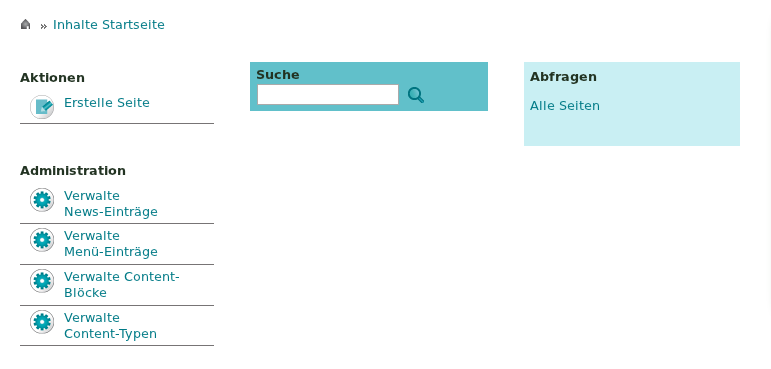 » Inhalte Startseite
Aktionen
Erstelle Seite
Administration
Verwalte
News-Einträge
Verwalte
Menü-Einträge
Verwalte Content-
Blöcke
Verwalte
Content-Typen
Suche
Abfragen
Alle Seiten